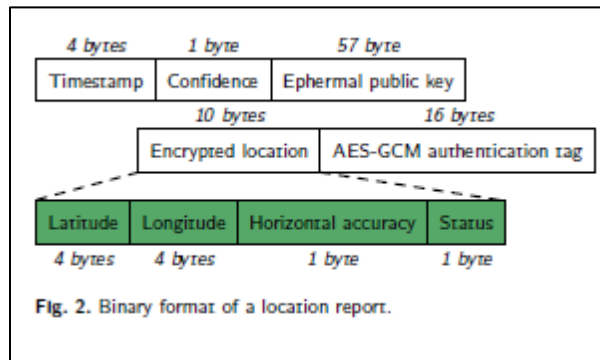 4 bytes 1 byte 57 byte
Timestamp Confidence Ephermal public key
10 bytes 16 bytes
Encrypted location AES-GCM authentication tag
Latitude Longitude Horizontal accuracy Status
4 bytes 4 bytes 1 byte 1 byte
Fig. 2. Binary format of a location report.